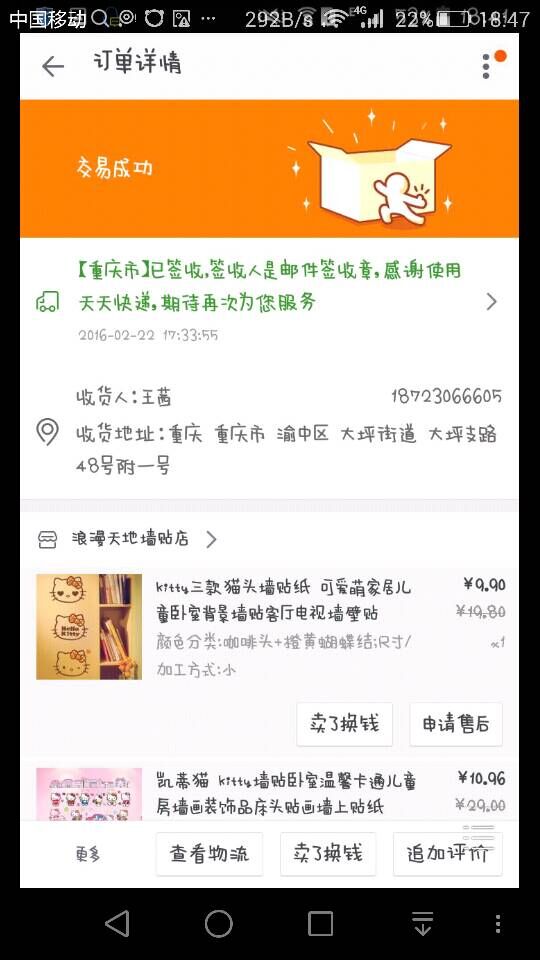 中国移动 292B/s 4G 22% 18:47
订单详情
交易成功
【重庆市】已签收,签收人是邮件签收章,感谢使用
天天快递,期待再次为您服务
2016-02-22 17:33:55
收货人:王茜 18723066605
收货地址:重庆 重庆市 渝中区 大坪街道 大坪支路
48号附一号
浪漫天地墙贴店
kitty三款猫头墙贴纸 可爱萌家居儿 ¥9.90
童卧室背景墙贴客厅电视墙壁贴 ¥19.80
颜色分类:咖啡头+橙黄蝴蝶结;尺寸/ x1
加工方式:小
Hello
Kitty
卖了换钱 申请售后
凯蒂猫 kitty墙贴卧室温馨卡通儿童 ¥10.96
房墙画装饰品床头贴画墙上贴纸 ¥29.00
更多 查看物流 卖了换钱 追加评价